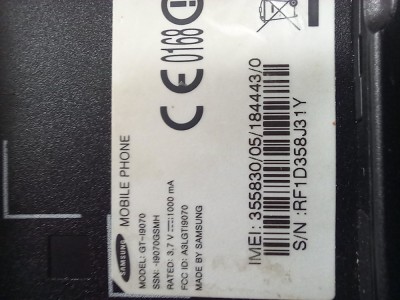 SAMSUNG
MOBILE PHONE
MODEL: GT-I9070
SSN: -I9070GSMH
RATED: 3.7 V ⎓ 1000 mA
FCC ID: A3LGTI9070
MADE BY SAMSUNG
CE 0168
IMEI: 355830/05/184443/0
S/N :RF1D358J31Y